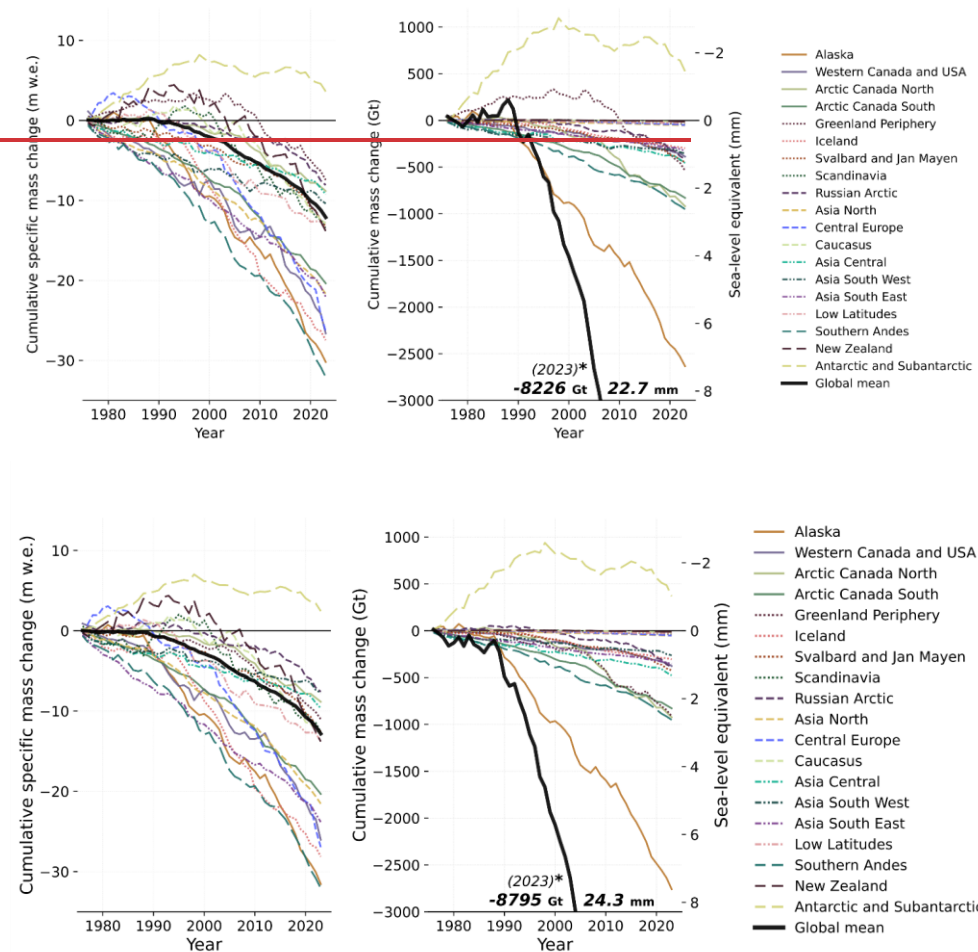 Cumulative specific mass change (m w.e.)
10
0
−10
−20
−30
1980 1990 2000 2010 2020
Year
Cumulative mass change (Gt)
1000
500
0
−500
−1000
−1500
−2000
−2500
−3000
1980 1990 2000 2010 2020
Year
(2023)*
-8226 Gt 22.7 mm
−2
0
2
4
6
8
Sea-level equivalent (mm)
Alaska
Western Canada and USA
Arctic Canada North
Arctic Canada South
Greenland Periphery
Iceland
Svalbard and Jan Mayen
Scandinavia
Russian Arctic
Asia North
Central Europe
Caucasus
Asia Central
Asia South West
Asia South East
Low Latitudes
Southern Andes
New Zealand
Antarctic and Subantarctic
Global mean
Cumulative specific mass change (m w.e.)
10
0
−10
−20
−30
1980 1990 2000 2010 2020
Year
Cumulative mass change (Gt)
1000
500
0
−500
−1000
−1500
−2000
−2500
−3000
1980 1990 2000 2010 2020
Year
(2023)*
-8795 Gt 24.3 mm
−2
0
2
4
6
8
Sea-level equivalent (mm)
Alaska
Western Canada and USA
Arctic Canada North
Arctic Canada South
Greenland Periphery
Iceland
Svalbard and Jan Mayen
Scandinavia
Russian Arctic
Asia North
Central Europe
Caucasus
Asia Central
Asia South West
Asia South East
Low Latitudes
Southern Andes
New Zealand
Antarctic and Subantarctic
Global mean